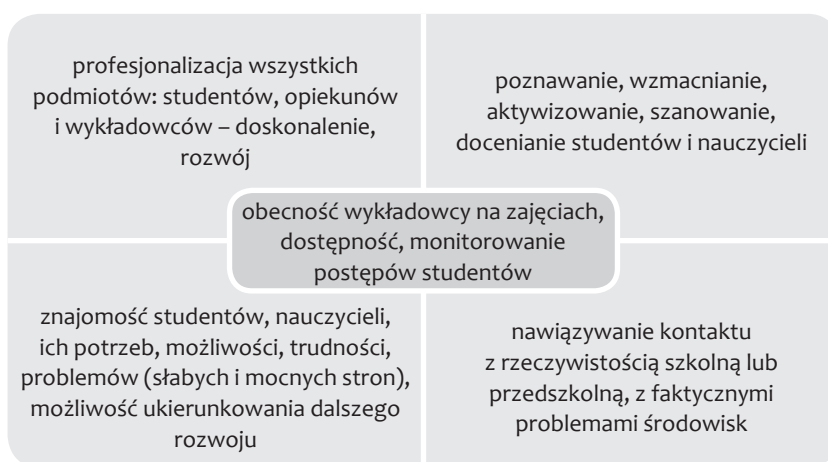 profesjonalizacja wszystkich
podmiotów: studentów, opiekunów
i wykładowców – doskonalenie,
rozwój
poznawanie, wzmacnianie,
aktywizowanie, szanowanie,
docenianie studentów i nauczycieli
obecność wykładowcy na zajęciach,
dostępność, monitorowanie
postępów studentów
znajomość studentów, nauczycieli,
ich potrzeb, możliwości, trudności,
problemów (słabych i mocnych stron),
możliwość ukierunkowania dalszego
rozwoju
nawiązywanie kontaktu
z rzeczywistością szkolną lub
przedszkolną, z faktycznymi
problemami środowisk